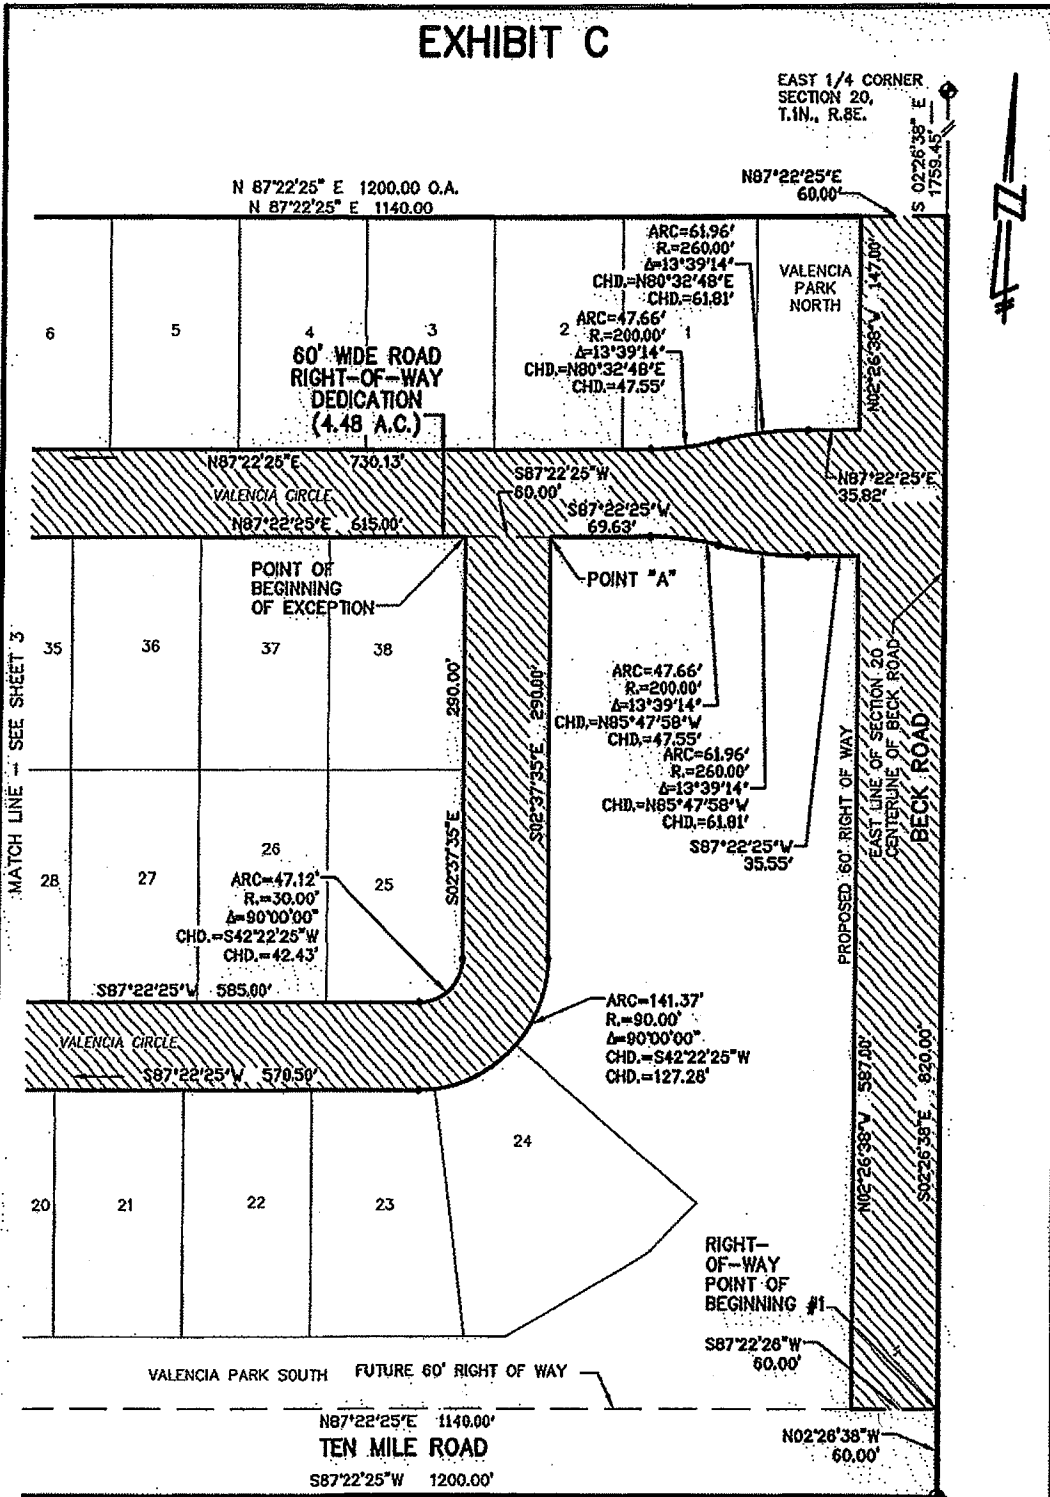 EXHIBIT C
EAST 1/4 CORNER
SECTION 20,
T.1N., R.8E.
S 02°26'38" E
1759.45'
N 87°22'25" E 1200.00 O.A.
N 87°22'25" E 1140.00
N87°22'25"E
60.00'
ARC=61.96'
R.=260.00'
Δ=13°39'14"
CHD.=N80°32'48"E
CHD.=61.81'
VALENCIA
PARK
NORTH
N02°26'38"W 147.00'
ARC=47.66'
R.=200.00'
Δ=13°39'14"
CHD.=N80°32'48"E
CHD.=47.55'
6
5
4
3
2
1
60' WIDE ROAD
RIGHT-OF-WAY
DEDICATION
(4.48 A.C.)
N87°22'25"E 730.13'
VALENCIA CIRCLE
N87°22'25"E 615.00'
S87°22'25"W
60.00'
S87°22'25"W
69.63'
N87°22'25"E
35.82'
POINT OF
BEGINNING
OF EXCEPTION
POINT "A"
MATCH LINE - SEE SHEET 3
35
36
37
38
S02°37'35"E 290.00'
S02°37'35"E 290.00'
ARC=47.66'
R.=200.00'
Δ=13°39'14"
CHD.=N85°47'58"W
CHD.=47.55'
ARC=61.96'
R.=260.00'
Δ=13°39'14"
CHD.=N85°47'58"W
CHD.=61.81'
S87°22'25"W
35.55'
PROPOSED 60' RIGHT OF WAY
EAST LINE OF SECTION 20
CENTERLINE OF BECK ROAD
BECK ROAD
28
27
26
25
ARC=47.12'
R.=30.00'
Δ=90°00'00"
CHD.=S42°22'25"W
CHD.=42.43'
S87°22'25"W 585.00'
VALENCIA CIRCLE
S87°22'25"W 570.50'
ARC=141.37'
R.=90.00'
Δ=90°00'00"
CHD.=S42°22'25"W
CHD.=127.28'
N02°26'38"W 587.00'
S02°26'38"E 820.00'
20
21
22
23
24
RIGHT-
OF-WAY
POINT OF
BEGINNING #1
S87°22'26"W
60.00'
VALENCIA PARK SOUTH FUTURE 60' RIGHT OF WAY
N87°22'25"E 1140.00'
TEN MILE ROAD
S87°22'25"W 1200.00'
N02°26'38"W
60.00'